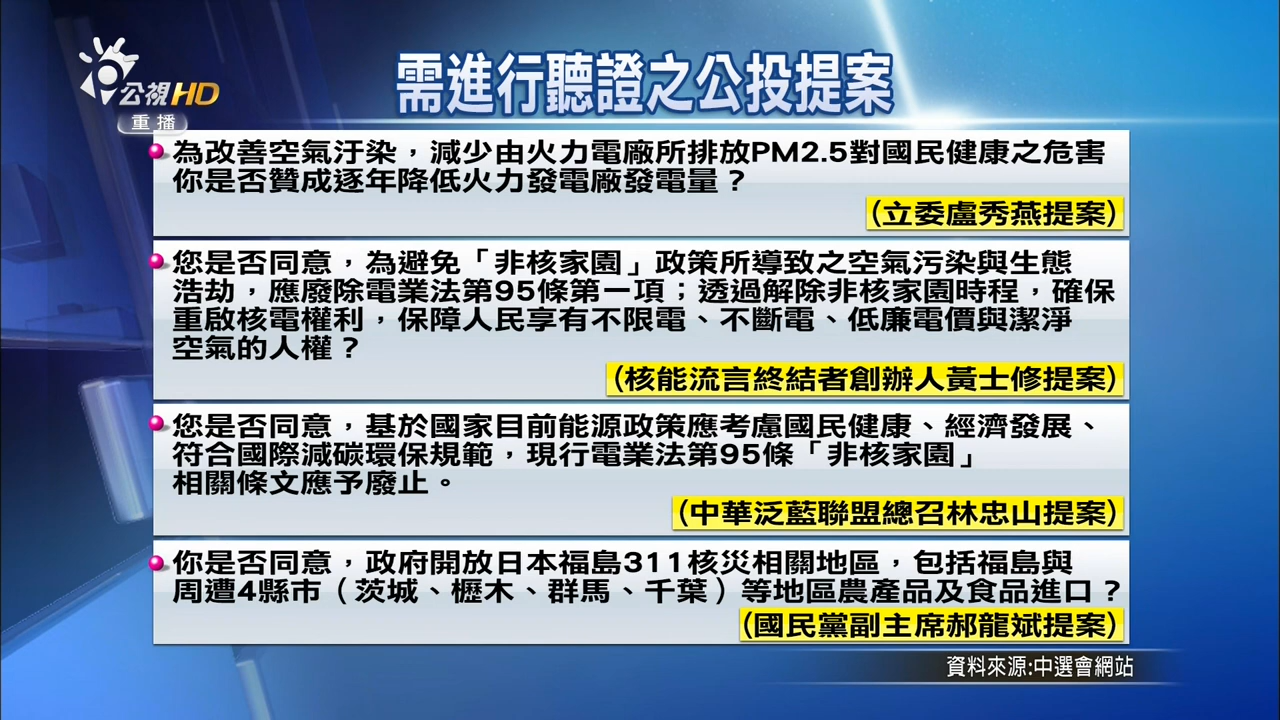 公視HD
重播
需進行聽證之公投提案
為改善空氣汙染，減少由火力電廠所排放PM2.5對國民健康之危害
你是否贊成逐年降低火力發電廠發電量？
(立委盧秀燕提案)
您是否同意，為避免「非核家園」政策所導致之空氣污染與生態
浩劫，應廢除電業法第95條第一項；透過解除非核家園時程，確保
重啟核電權利，保障人民享有不限電、不斷電、低廉電價與潔淨
空氣的人權？
(核能流言終結者創辦人黃士修提案)
您是否同意，基於國家目前能源政策應考慮國民健康、經濟發展、
符合國際減碳環保規範，現行電業法第95條「非核家園」
相關條文應予廢止。
(中華泛藍聯盟總召林忠山提案)
你是否同意，政府開放日本福島311核災相關地區，包括福島與
周遭4縣市（茨城、櫪木、群馬、千葉）等地區農產品及食品進口？
(國民黨副主席郝龍斌提案)
資料來源:中選會網站